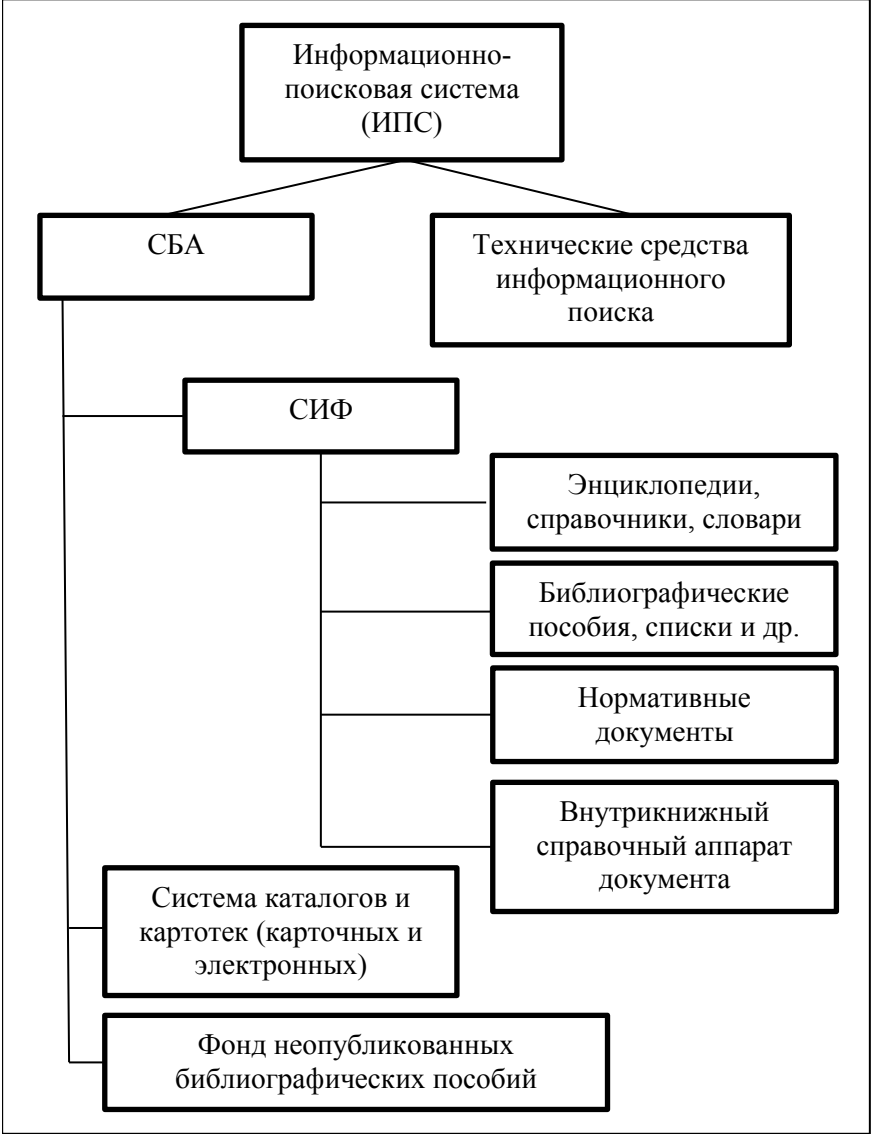 Информационно-
поисковая система
(ИПС)
СБА
Технические средства
информационного
поиска
СИФ
Энциклопедии,
справочники, словари
Библиографические
пособия, списки и др.
Нормативные
документы
Внутрикнижный
справочный аппарат
документа
Система каталогов и
картотек (карточных и
электронных)
Фонд неопубликованных
библиографических пособий